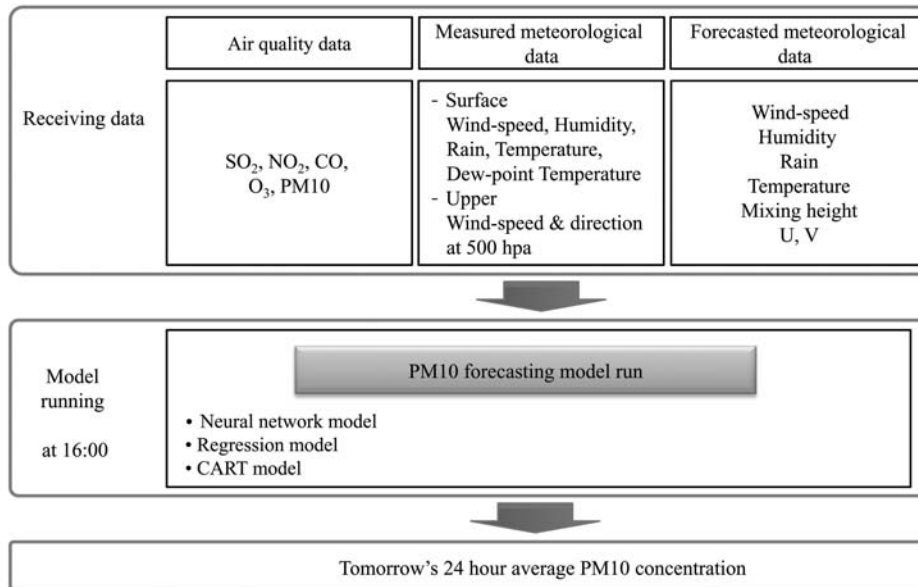 Receiving data
Air quality data
Measured meteorological
data
Forecasted meteorological
data
SO₂, NO₂, CO,
O₃, PM10
- Surface
Wind-speed, Humidity,
Rain, Temperature,
Dew-point Temperature
- Upper
Wind-speed & direction
at 500 hpa
Wind-speed
Humidity
Rain
Temperature
Mixing height
U, V
Model
running
at 16:00
PM10 forecasting model run
• Neural network model
• Regression model
• CART model
Tomorrow's 24 hour average PM10 concentration